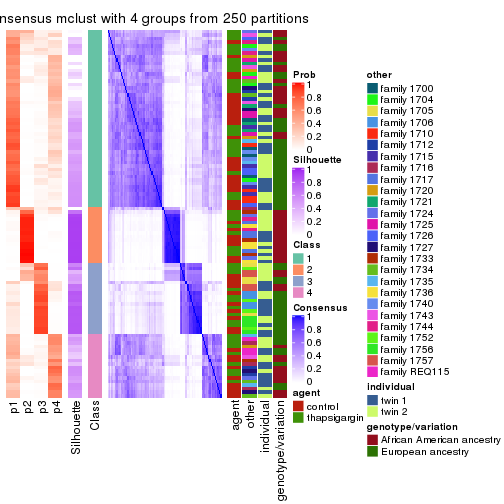 nsensus mclust with 4 groups from 250 partitions
Prob
1
0.8
0.6
0.4
0.2
0
Silhouette
1
0.8
0.6
0.4
0.2
0
Class
1
2
3
4
Consensus
1
0.8
0.6
0.4
0.2
0
agent
control
thapsigargin
other
family 1700
family 1704
family 1705
family 1706
family 1710
family 1712
family 1715
family 1716
family 1717
family 1720
family 1721
family 1724
family 1725
family 1726
family 1727
family 1733
family 1734
family 1735
family 1736
family 1740
family 1743
family 1744
family 1752
family 1756
family 1757
family REQ115
individual
twin 1
twin 2
genotype/variation
African American ancestry
European ancestry
p1
p2
p3
p4
Silhouette
Class
agent
other
individual
genotype/variation